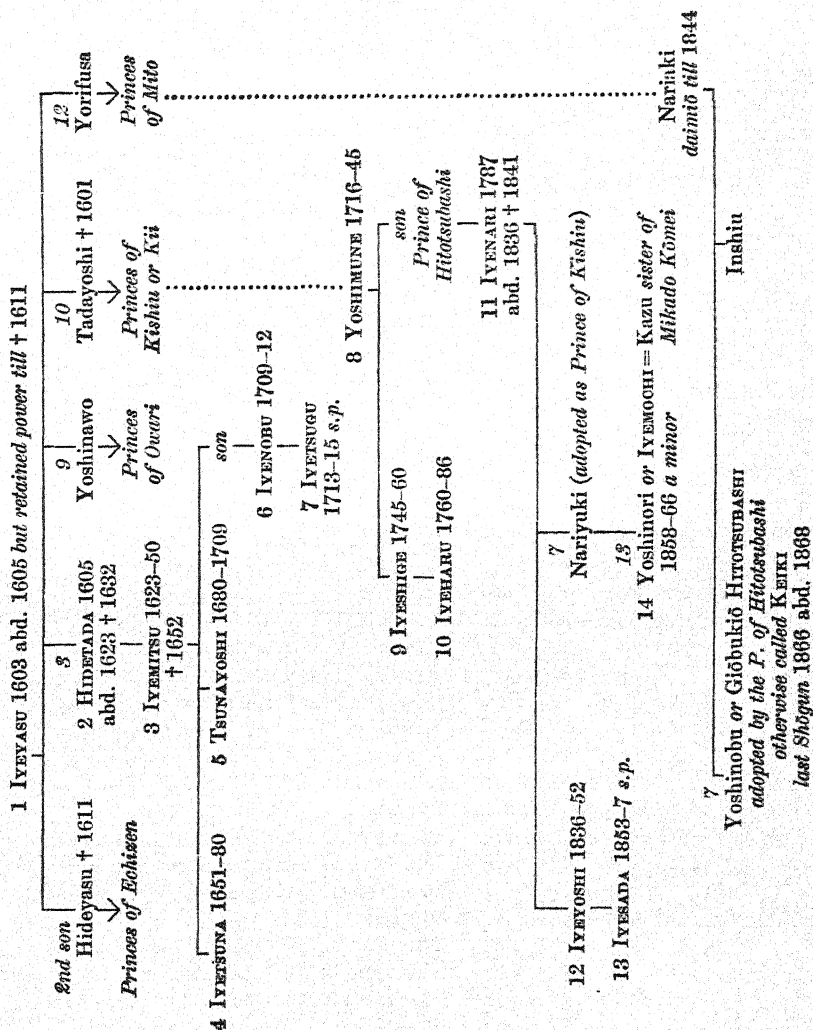 1 IYEYASU 1603 abd. 1605 but retained power till † 1611
2nd son
Hideyasu † 1611
Princes of Echizen
3
2 HIDETADA 1605
abd. 1623 † 1632
9
Yoshinawo
Princes
of Owari
10
Tadayoshi † 1601
Princes of
Kishiu or Kii
12
Yorifusa
Princes
of Mito
3 IYEMITSU 1623–50
† 1652
4 IYETSUNA 1651–80
5 TSUNAYOSHI 1680–1709
son
6 IYENOBU 1709–12
7 IYETSUGU
1713–15 s.p.
8 YOSHIMUNE 1716–45
9 IYESHIGE 1745–60
10 IYEHARU 1760–86
son
Prince of
Hitotsubashi
11 IYENARI 1787
abd. 1836 † 1841
12 IYEYOSHI 1836–52
13 IYESADA 1853–7 s.p.
7
Nariyuki (adopted as Prince of Kishiu)
13
14 Yoshinori or IYEMOCHI = Kazu sister of
1858–66 a minor
Mikado Kōmei
Nariaki
daimiō till 1844
7
Yoshinobu or Giōbukiō HITOTSUBASHI
adopted by the P. of Hitotsubashi
otherwise called KEIKI
last Shōgun 1866 abd. 1868
Inshiu